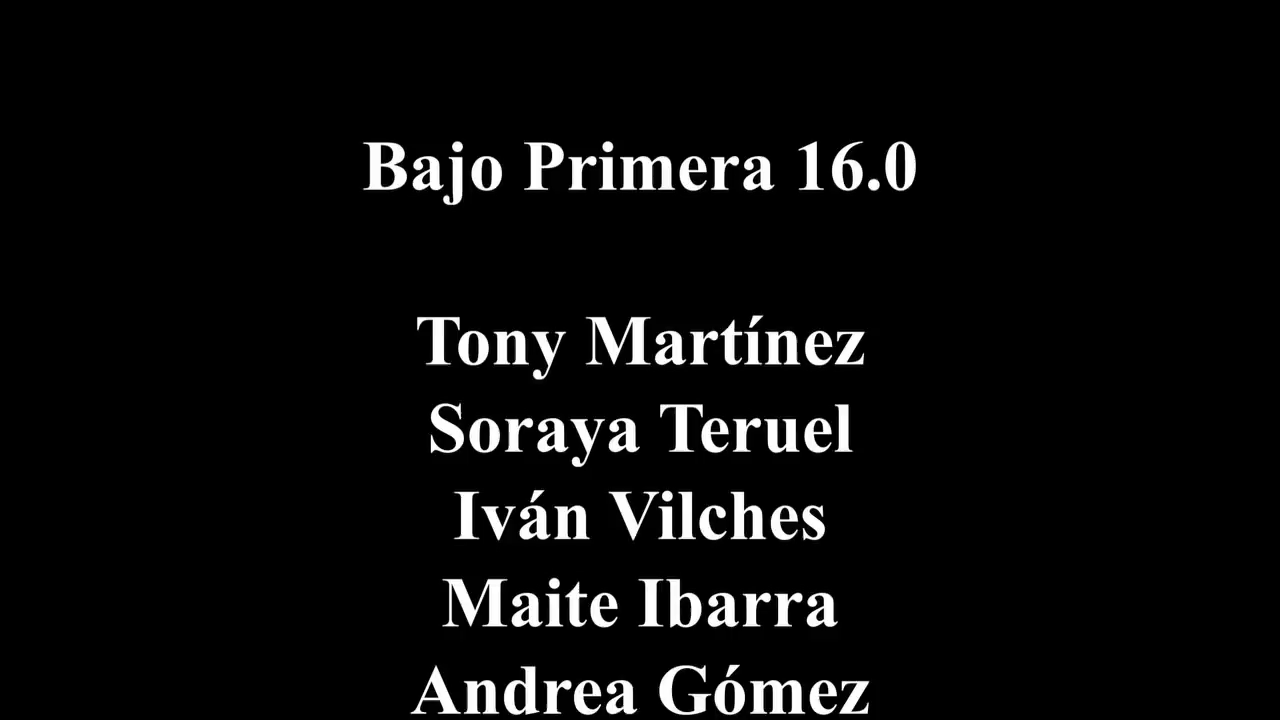 Bajo Primera 16.0
Tony Martínez
Soraya Teruel
Iván Vilches
Maite Ibarra
Andrea Gómez